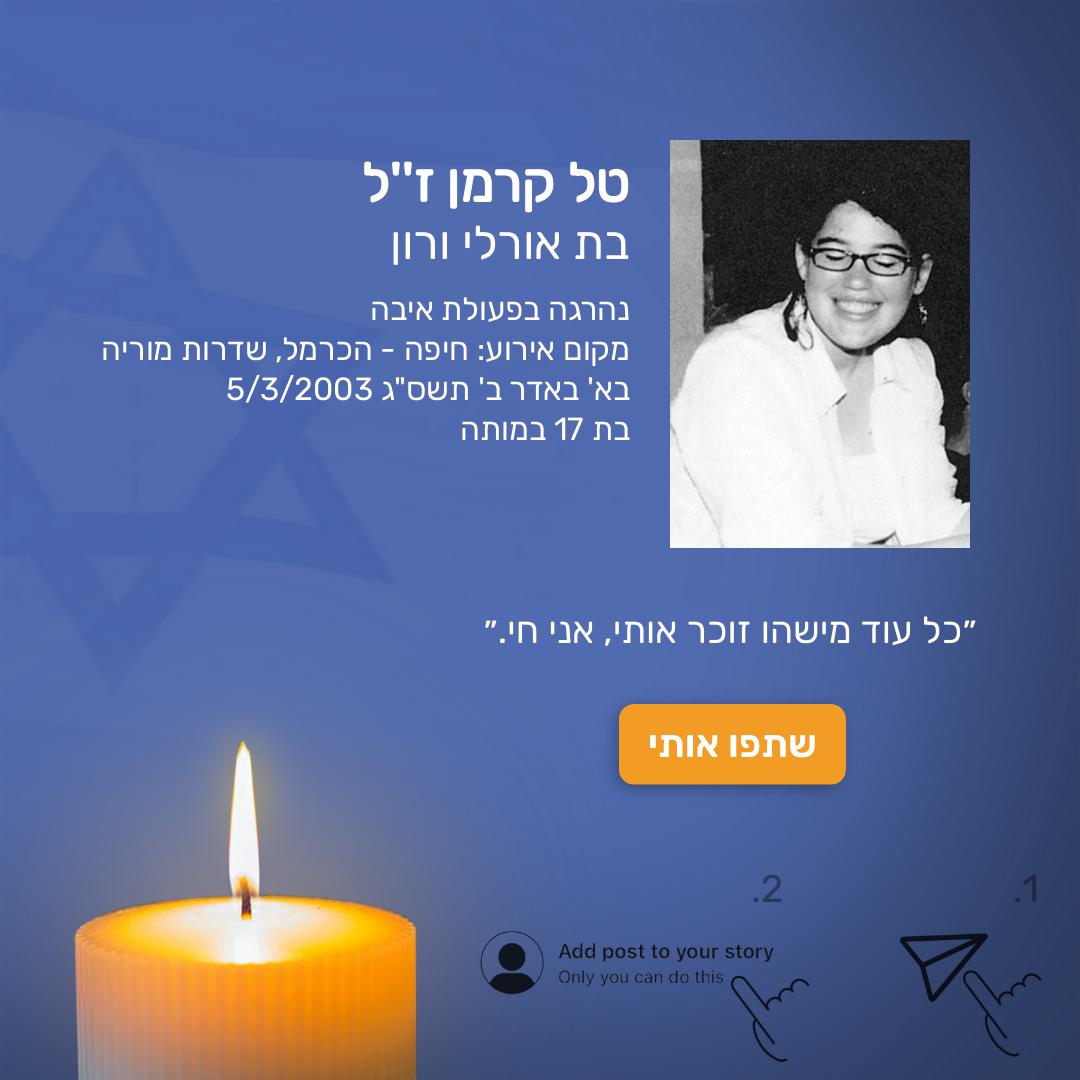 טל קרמן ז"ל
בת אורלי ורון
נהרגה בפעולת איבה
מקום אירוע: חיפה - הכרמל, שדרות מוריה
בא' באדר ב' תשס"ג 5/3/2003
בת 17 במותה
״כל עוד מישהו זוכר אותי, אני חי.״
שתפו אותי
.1
.2
Add post to your story
Only you can do this